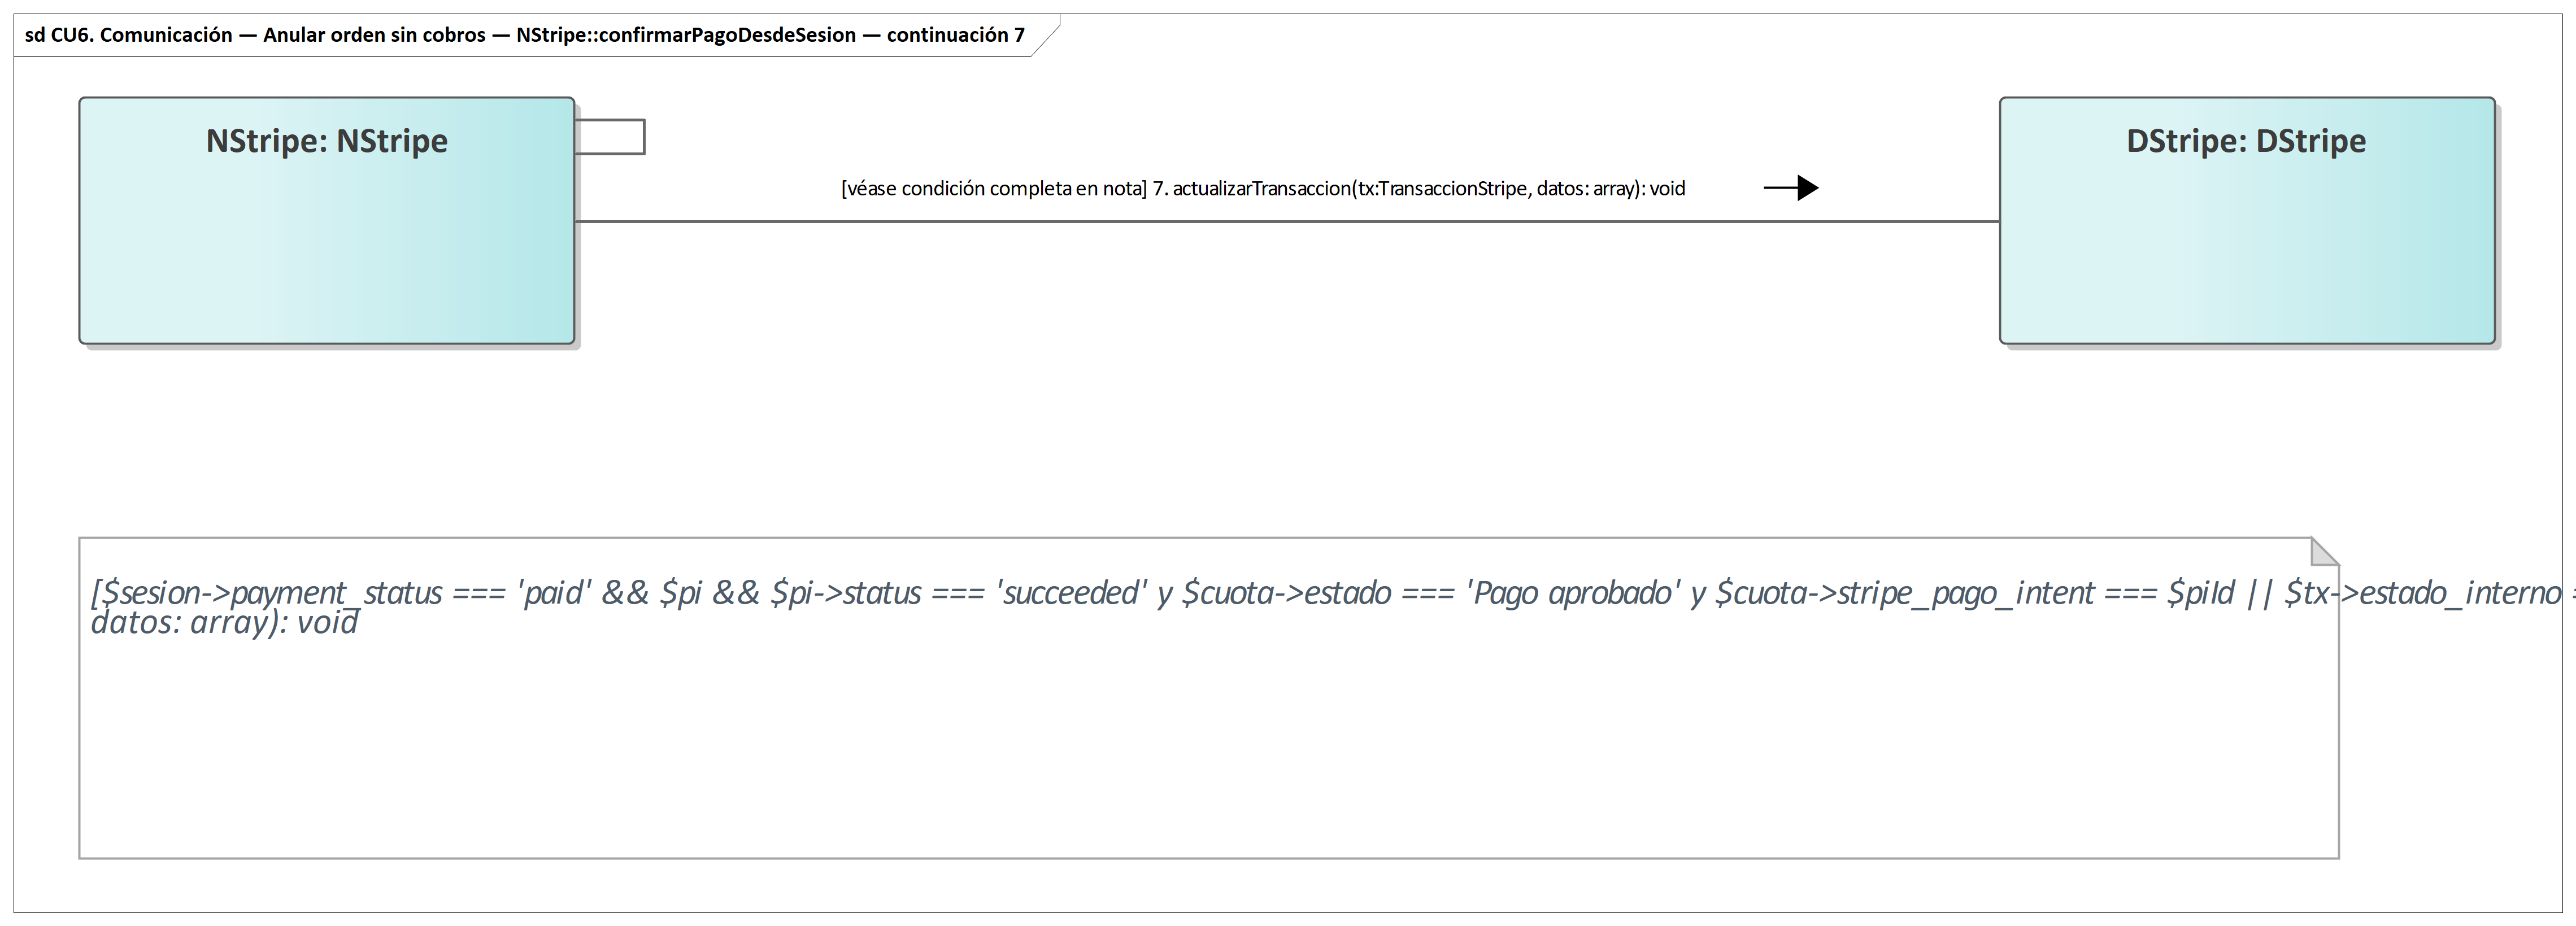 sd CU6. Comunicación — Anular orden sin cobros — NStripe::confirmarPagoDesdeSesion — continuación 7
NStripe: NStripe
DStripe: DStripe
[véase condición completa en nota] 7. actualizarTransaccion(tx:TransaccionStripe, datos: array): void
[$sesion->payment_status === 'paid' && $pi && $pi->status === 'succeeded' y $cuota->estado === 'Pago aprobado' y $cuota->stripe_pago_intent === $piId || $tx->estado_interno
datos: array): void